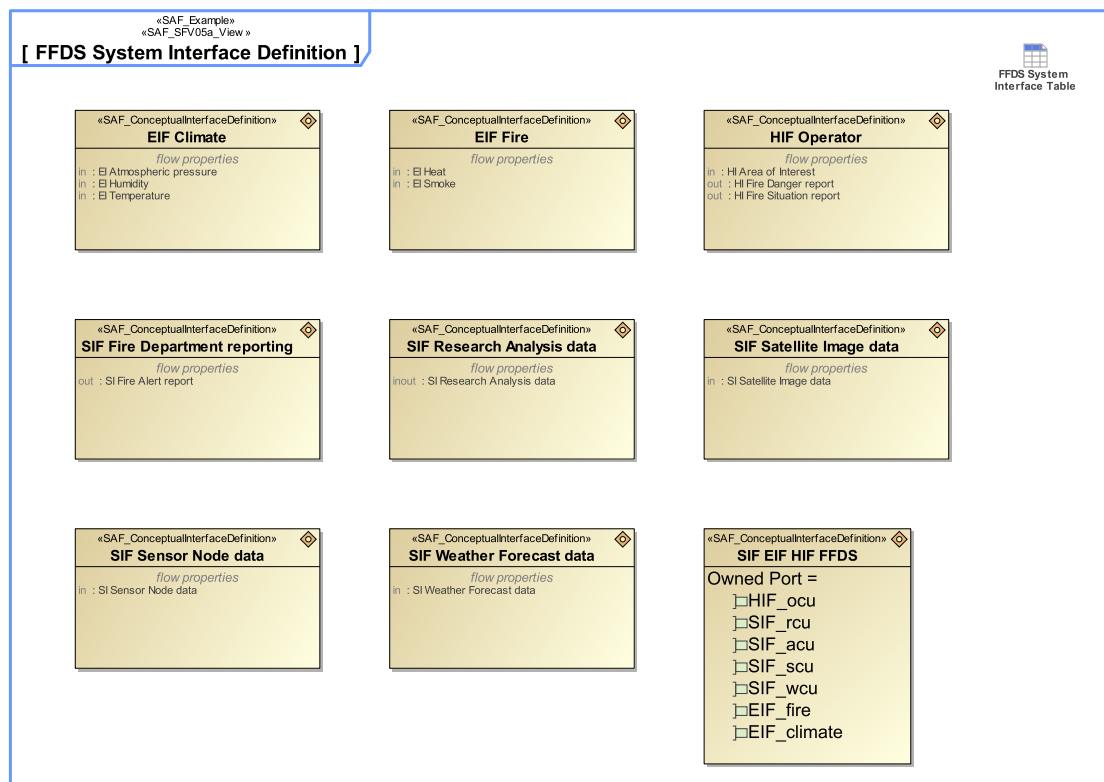 «SAF_Example»
«SAF_SFV05a_View »
[ FFDS System Interface Definition ]
FFDS System
Interface Table
«SAF_ConceptualInterfaceDefinition»
EIF Climate
flow properties
in : EI Atmospheric pressure
in : EI Humidity
in : EI Temperature
«SAF_ConceptualInterfaceDefinition»
EIF Fire
flow properties
in : EI Heat
in : EI Smoke
«SAF_ConceptualInterfaceDefinition»
HIF Operator
flow properties
in : HI Area of Interest
out : HI Fire Danger report
out : HI Fire Situation report
«SAF_ConceptualInterfaceDefinition»
SIF Fire Department reporting
flow properties
out : SI Fire Alert report
«SAF_ConceptualInterfaceDefinition»
SIF Research Analysis data
flow properties
inout : SI Research Analysis data
«SAF_ConceptualInterfaceDefinition»
SIF Satellite Image data
flow properties
in : SI Satellite Image data
«SAF_ConceptualInterfaceDefinition»
SIF Sensor Node data
flow properties
in : SI Sensor Node data
«SAF_ConceptualInterfaceDefinition»
SIF Weather Forecast data
flow properties
in : SI Weather Forecast data
«SAF_ConceptualInterfaceDefinition»
SIF EIF HIF FFDS
Owned Port =
HIF_ocu
SIF_rcu
SIF_acu
SIF_scu
SIF_wcu
EIF_fire
EIF_climate